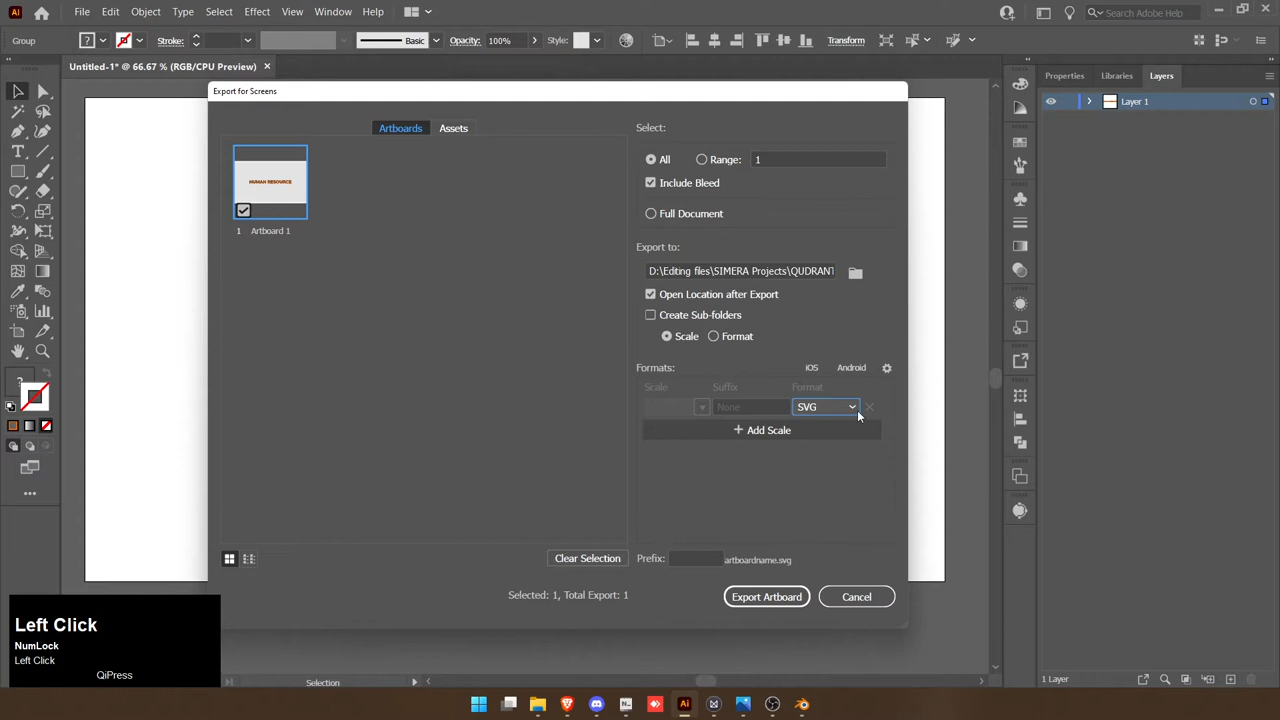 Ai File Edit Object Type Select Effect View Window Help Search Adobe Help
Group ? Stroke: Basic Opacity: 100% Style: Transform
Untitled-1* @ 66.67 % (RGB/CPU Preview) ×
Properties Libraries Layers
Layer 1
Export for Screens
Artboards Assets
HUMAN RESOURCE
1 Artboard 1
Select:
All Range: 1
Include Bleed
Full Document
Export to:
D:\Editing files\SIMERA Projects\QUDRANT
Open Location after Export
Create Sub-folders
Scale Format
Formats: iOS Android
Scale Suffix Format
None SVG
+ Add Scale
Clear Selection Prefix: artboardname.svg
Selected: 1, Total Export: 1
Export Artboard Cancel
Left Click
NumLock
Left Click
QiPress
Selection
1 Layer